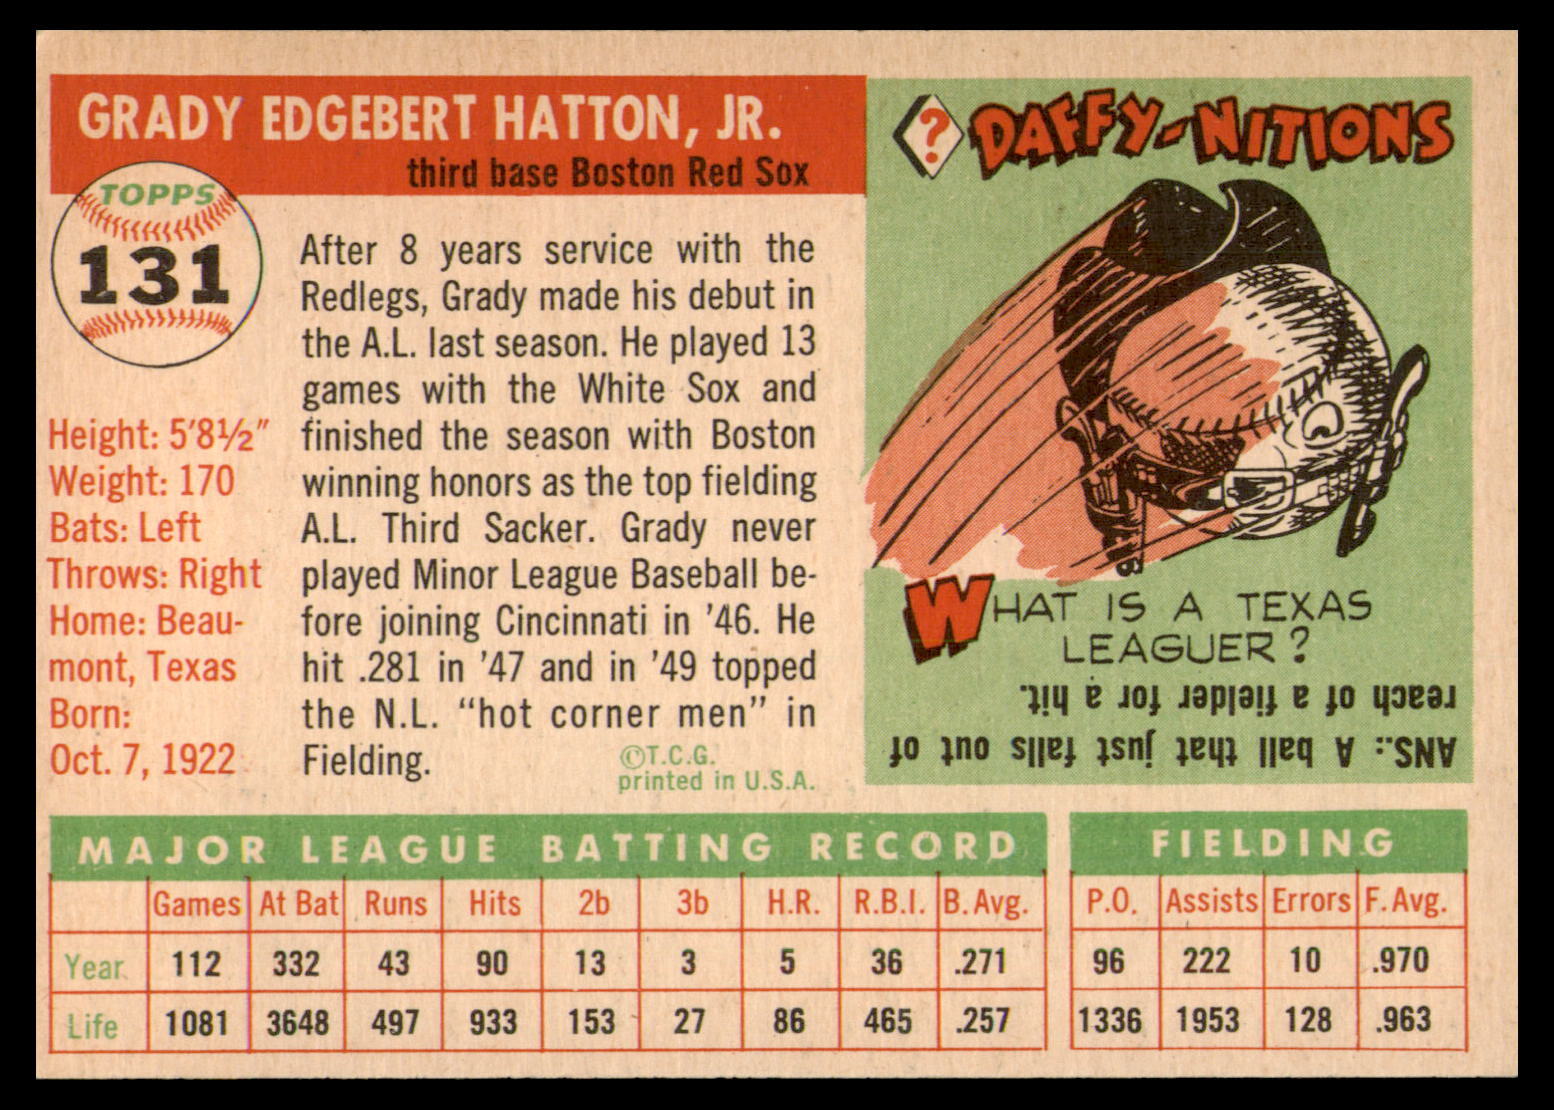 GRADY EDGEBERT HATTON, JR.
third base Boston Red Sox
TOPPS
131
Height: 5'8½"
Weight: 170
Bats: Left
Throws: Right
Home: Beau-
mont, Texas
Born:
Oct. 7, 1922
After 8 years service with the
Redlegs, Grady made his debut in
the A.L. last season. He played 13
games with the White Sox and
finished the season with Boston
winning honors as the top fielding
A.L. Third Sacker. Grady never
played Minor League Baseball be-
fore joining Cincinnati in '46. He
hit .281 in '47 and in '49 topped
the N.L. "hot corner men" in
Fielding.
©T.C.G.
printed in U.S.A.
? DAFFY-NITIONS
WHAT IS A TEXAS
LEAGUER?
ANS.: A ball that just falls out of
reach of a fielder for a hit.
MAJOR LEAGUE BATTING RECORD
Games At Bat Runs Hits 2b 3b H.R. R.B.I. B. Avg.
Year 112 332 43 90 13 3 5 36 .271
Life 1081 3648 497 933 153 27 86 465 .257
FIELDING
P.O. Assists Errors F. Avg.
96 222 10 .970
1336 1953 128 .963